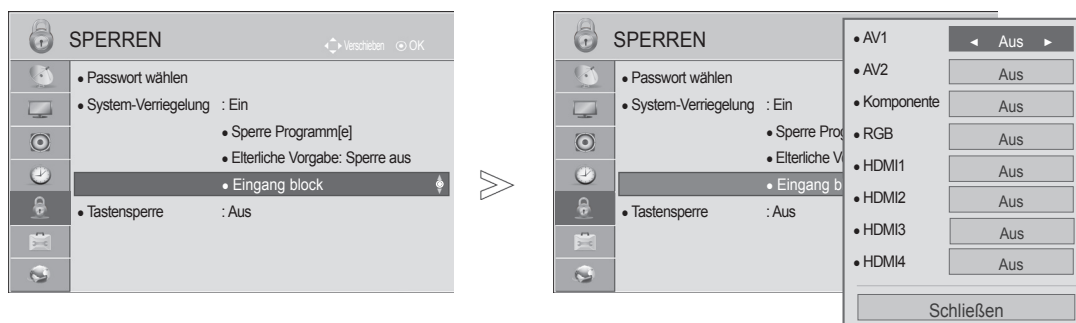 SPERREN
Verschieben OK
• Passwort wählen
• System-Verriegelung : Ein
• Sperre Programm[e]
• Elterliche Vorgabe: Sperre aus
• Eingang block
• Tastensperre : Aus
SPERREN
• Passwort wählen
• System-Verriegelung : Ein
• Sperre Prog
• Elterliche V
• Eingang b
• Tastensperre : Aus
• AV1 ◄ Aus ►
• AV2 Aus
• Komponente Aus
• RGB Aus
• HDMI1 Aus
• HDMI2 Aus
• HDMI3 Aus
• HDMI4 Aus
Schließen